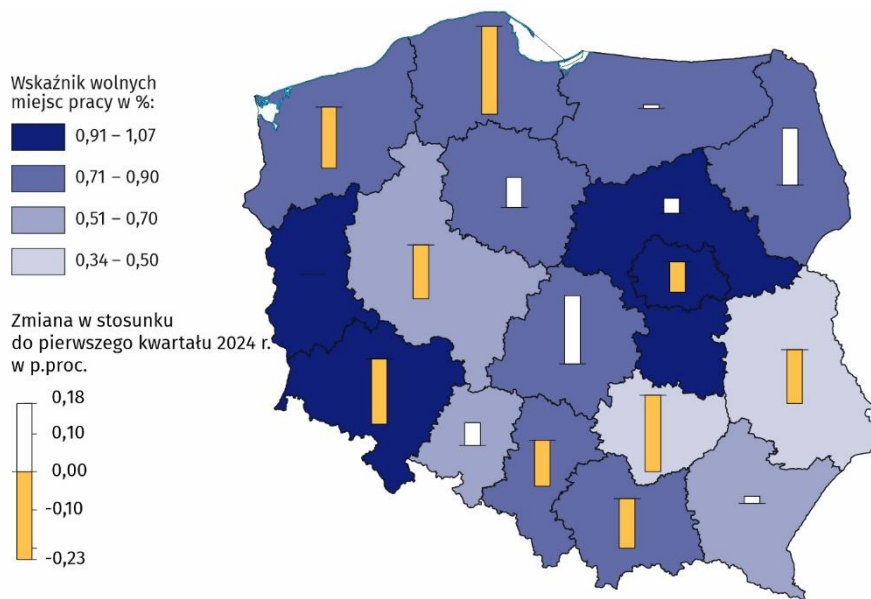 Wskaźnik wolnych
miejsc pracy w %:
0,91 – 1,07
0,71 – 0,90
0,51 – 0,70
0,34 – 0,50
Zmiana w stosunku
do pierwszego kwartału 2024 r.
w p.proc.
0,18
0,10
0,00
-0,10
-0,23